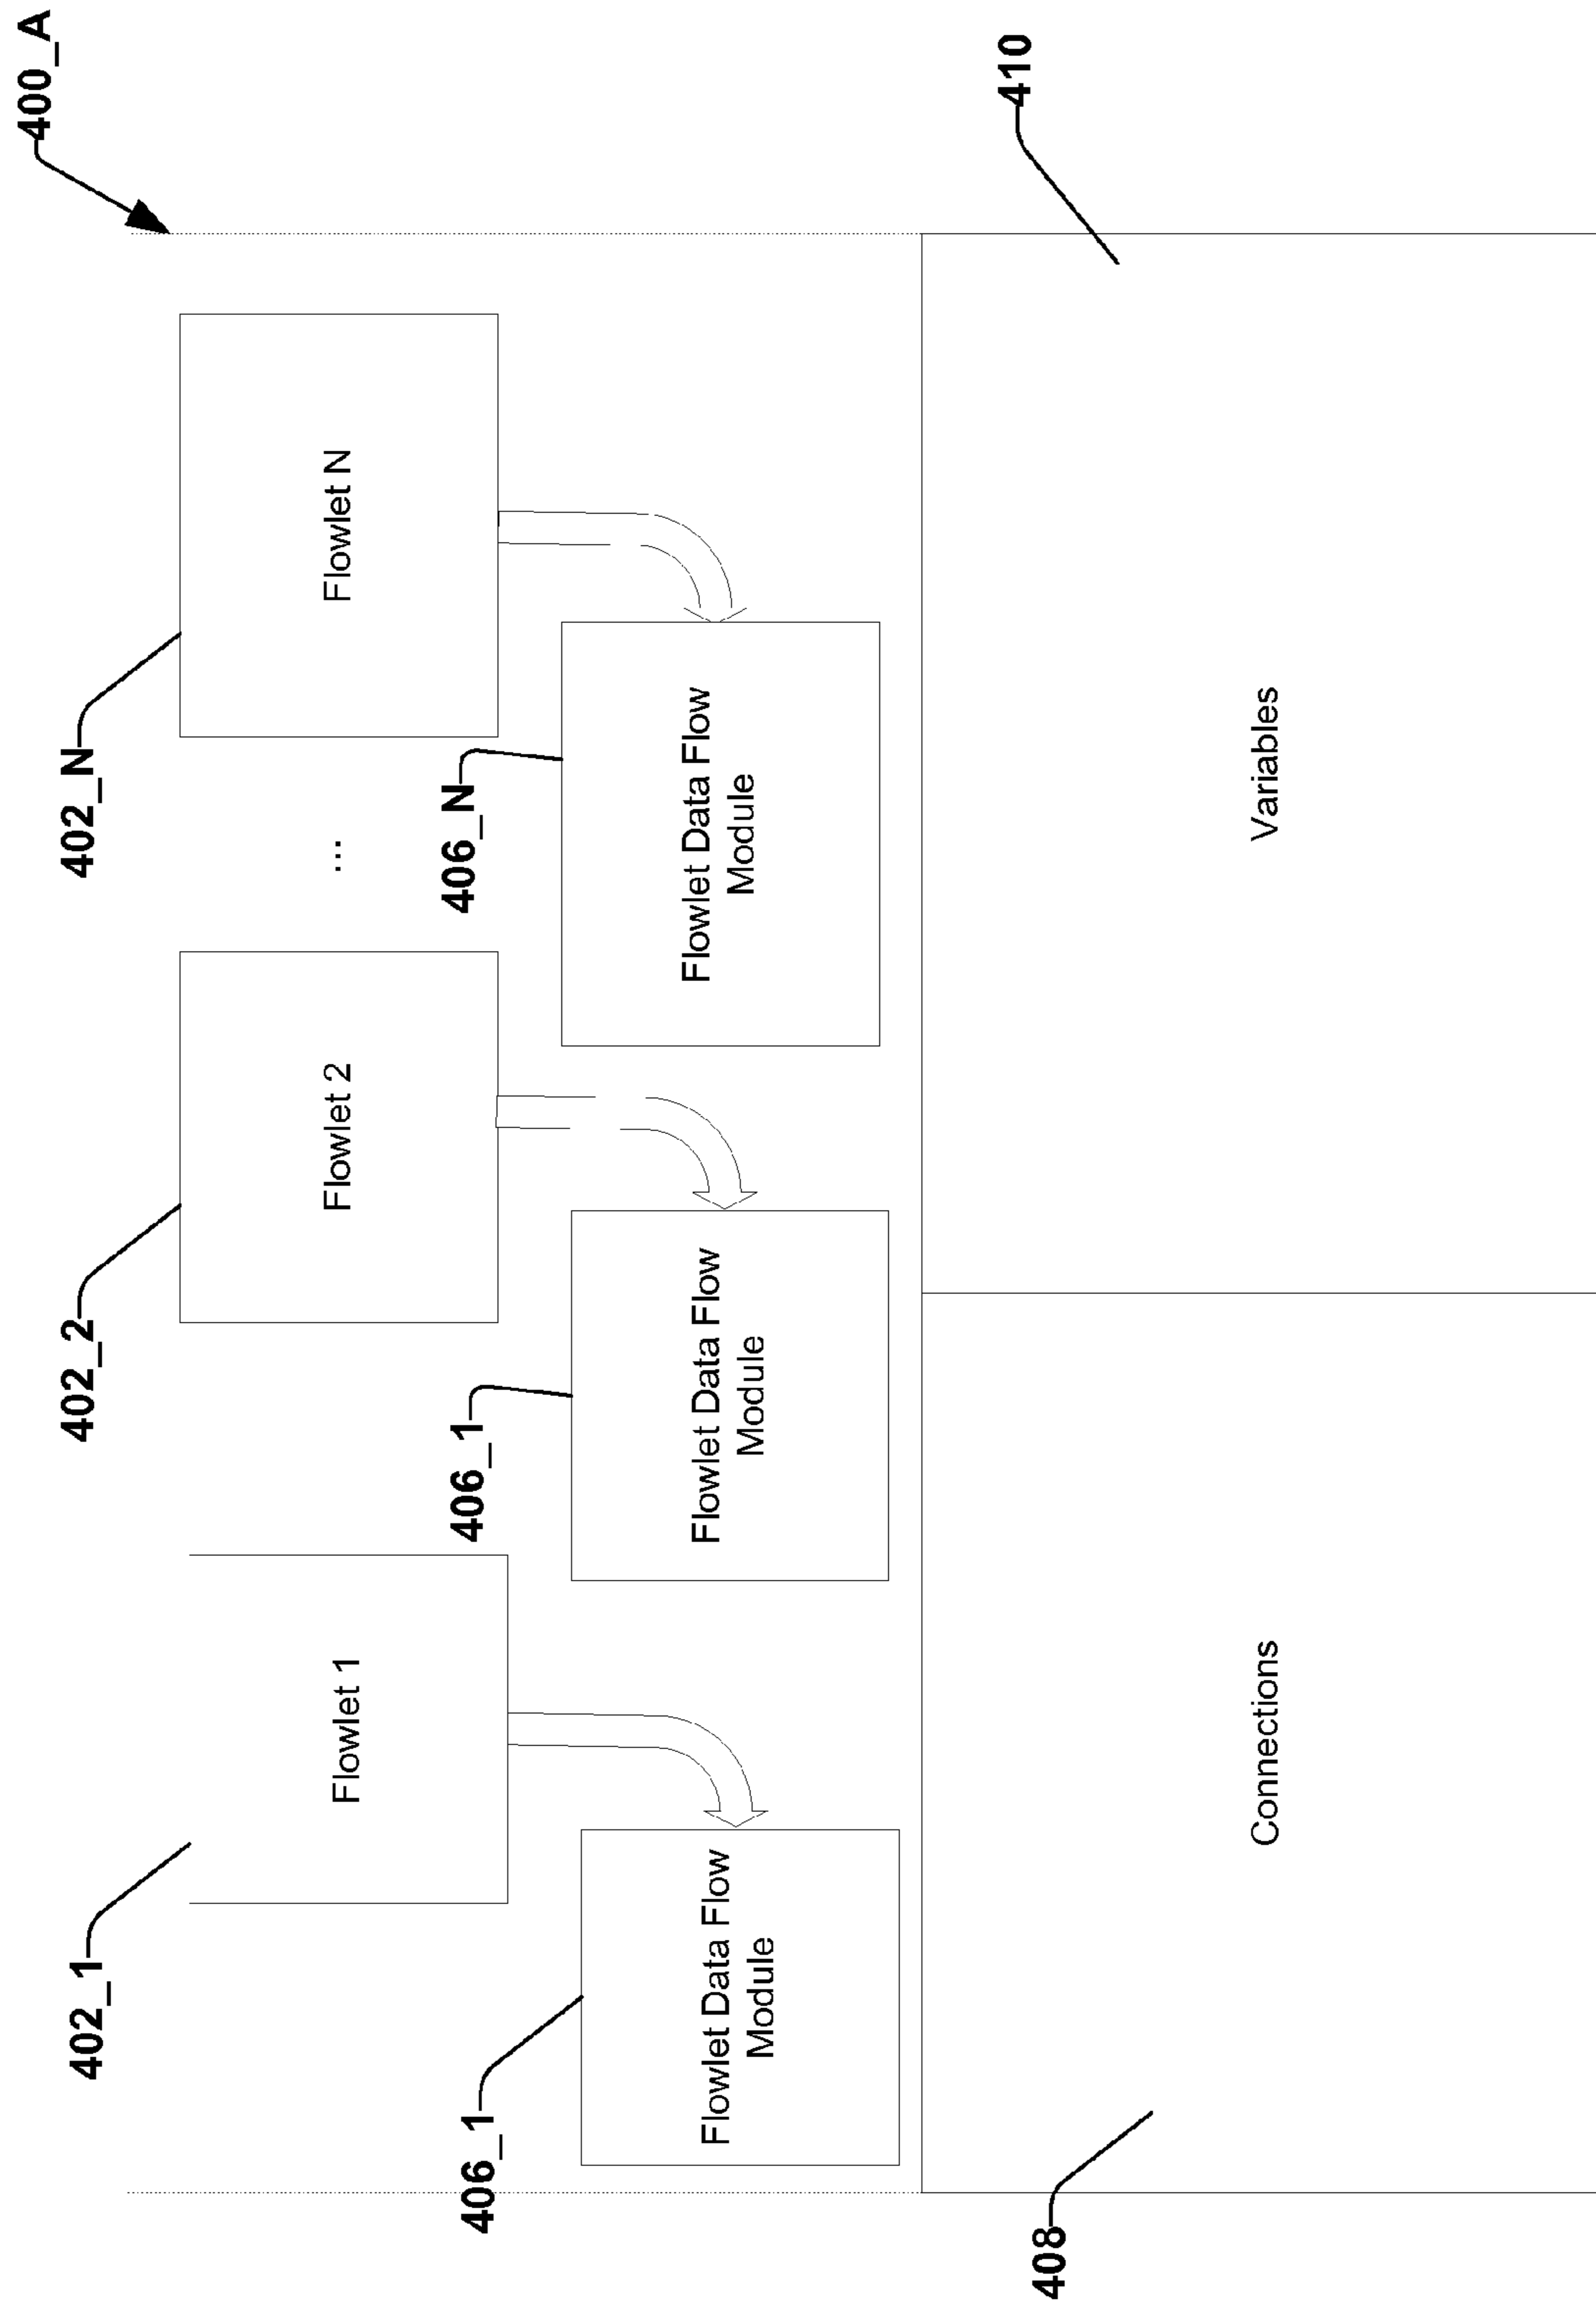 400_A
402_1
402_2
402_N
Flowlet 1
Flowlet 2
...
Flowlet N
406_1
406_1
406_N
Flowlet Data Flow
Module
Flowlet Data Flow
Module
Flowlet Data Flow
Module
408
410
Connections
Variables